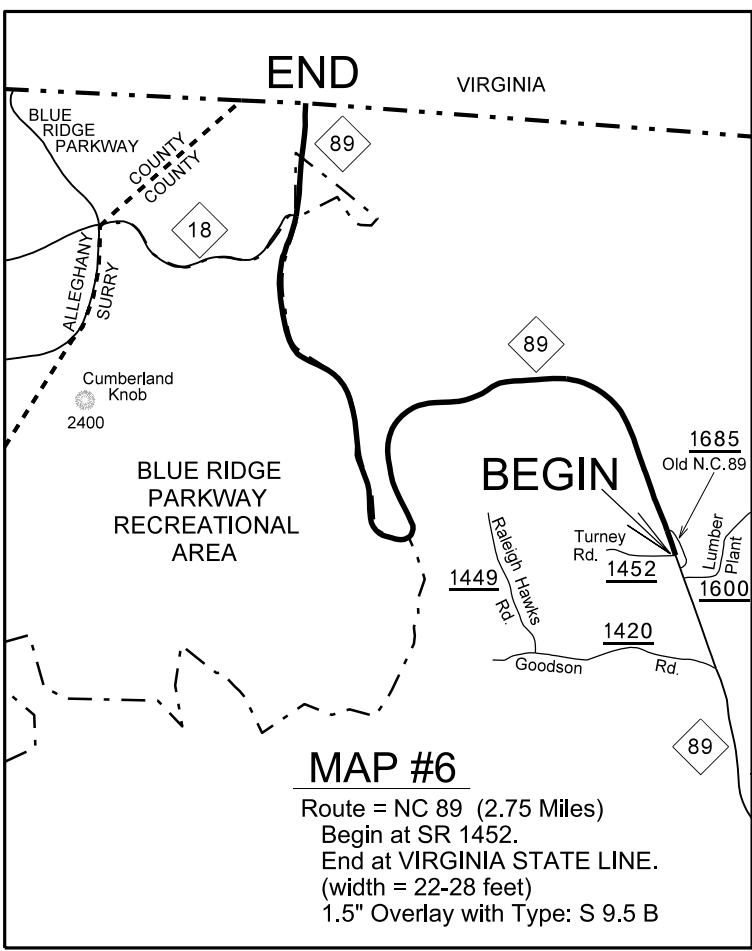 END
VIRGINIA
BLUE
RIDGE
PARKWAY
COUNTY
COUNTY
89
18
ALLEGHANY
SURRY
Cumberland
Knob
2400
89
BLUE RIDGE
PARKWAY
RECREATIONAL
AREA
BEGIN
1685
Old N.C.89
Turney
Rd.
1452
Lumber
Plant
1600
Raleigh Hawks
Rd.
1449
1420
Goodson Rd.
89
MAP #6
Route = NC 89 (2.75 Miles)
Begin at SR 1452.
End at VIRGINIA STATE LINE.
(width = 22-28 feet)
1.5" Overlay with Type: S 9.5 B